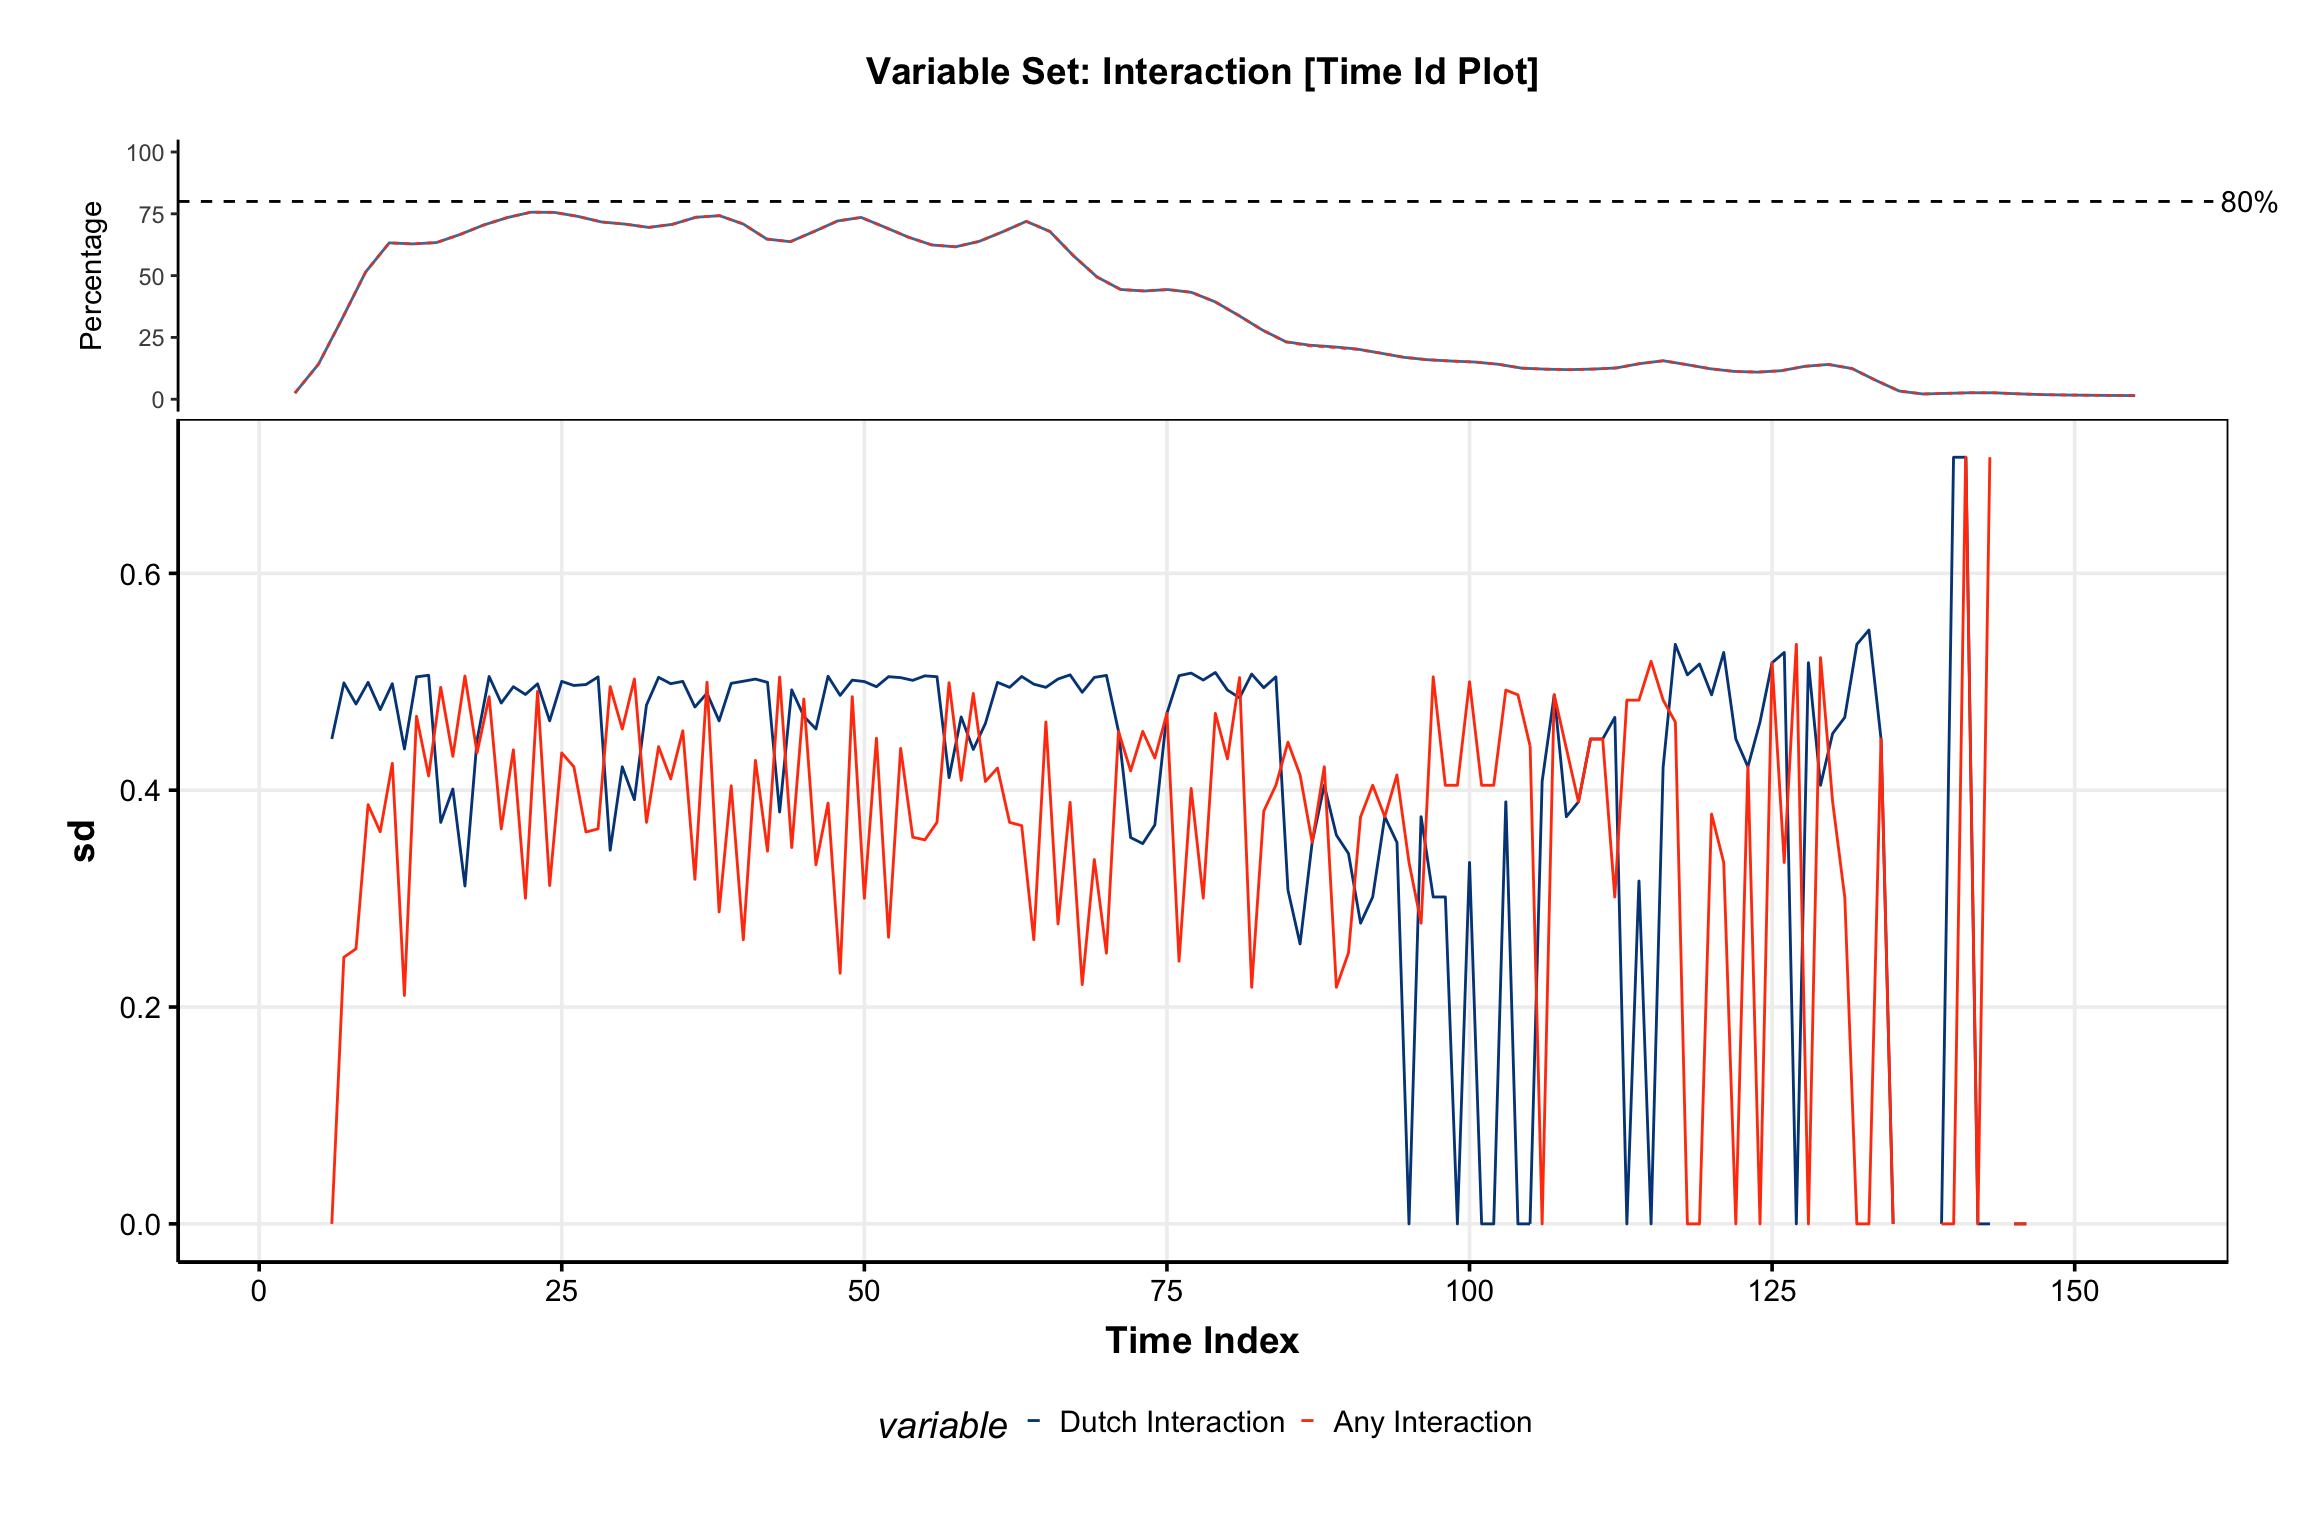 Variable Set: Interaction [Time Id Plot]
100
75
50
25
0
Percentage
80%
0.6
0.4
0.2
0.0
sd
0 25 50 75 100 125 150
Time Index
variable Dutch Interaction Any Interaction